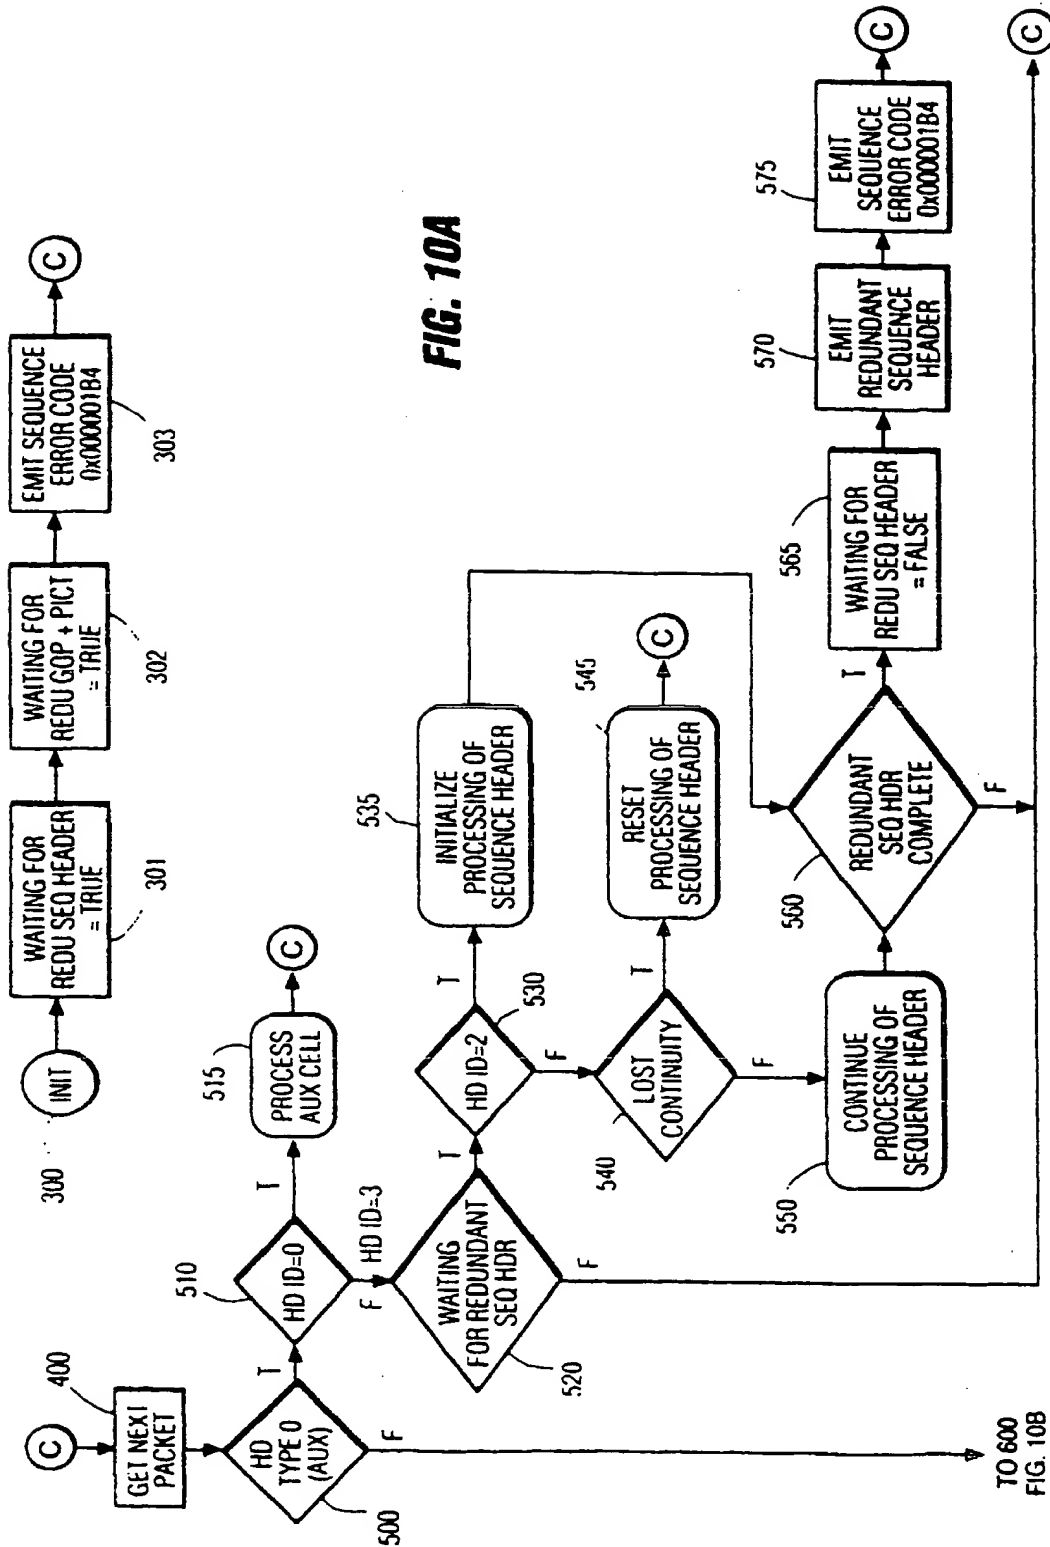 300
INIT
WAITING FOR
REDU SEQ HEADER
= TRUE
301
WAITING FOR
REDU GOP + PICT
= TRUE
302
EMIT SEQUENCE
ERROR CODE
0x000001B4
303
C
FIG. 10A
C
400
GET NEXT
PACKET
HD
TYPE 0
(AUX)
500
T
F
TO 600
FIG. 10B
510
HD ID=0
T
F
HD ID=3
515
PROCESS
AUX CELL
C
WAITING
FOR REDUNDANT
SEQ HDR
520
T
F
HD ID=2
530
T
F
535
INITIALIZE
PROCESSING OF
SEQUENCE HEADER
LOST
CONTINUITY
540
T
F
545
RESET
PROCESSING OF
SEQUENCE HEADER
C
550
CONTINUE
PROCESSING OF
SEQUENCE HEADER
560
REDUNDANT
SEQ HDR
COMPLETE
T
F
565
WAITING FOR
REDU SEQ HEADER
= FALSE
570
EMIT
REDUNDANT
SEQUENCE
HEADER
575
EMIT
SEQUENCE
ERROR CODE
0x000001B4
C
C